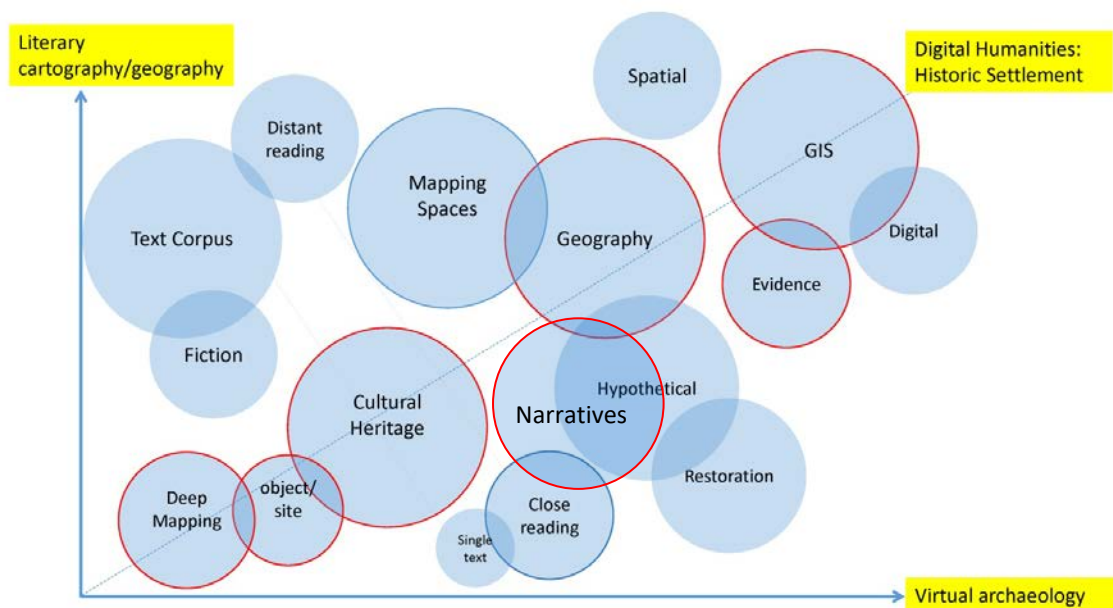 Literary
cartography/geography
Digital Humanities:
Historic Settlement
Spatial
Distant
reading
GIS
Mapping
Spaces
Text Corpus
Geography
Digital
Evidence
Fiction
Hypothetical
Cultural
Heritage
Narratives
Restoration
Deep
Mapping
object/
site
Close
reading
Single
text
Virtual archaeology